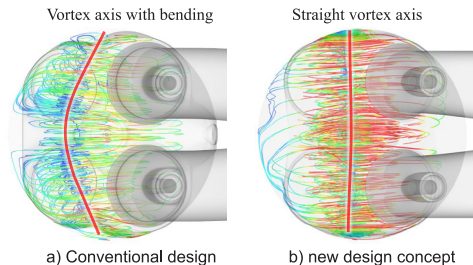 Vortex axis with bending
Straight vortex axis
a) Conventional design
b) new design concept